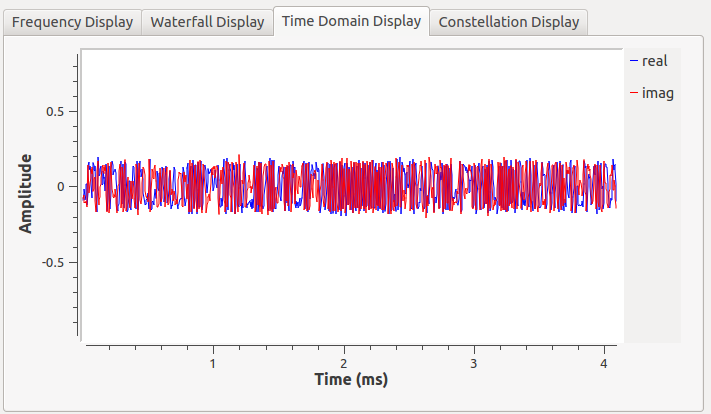 Frequency Display Waterfall Display Time Domain Display Constellation Display
real
imag
Amplitude
0.5
0
-0.5
1 2 3 4
Time (ms)